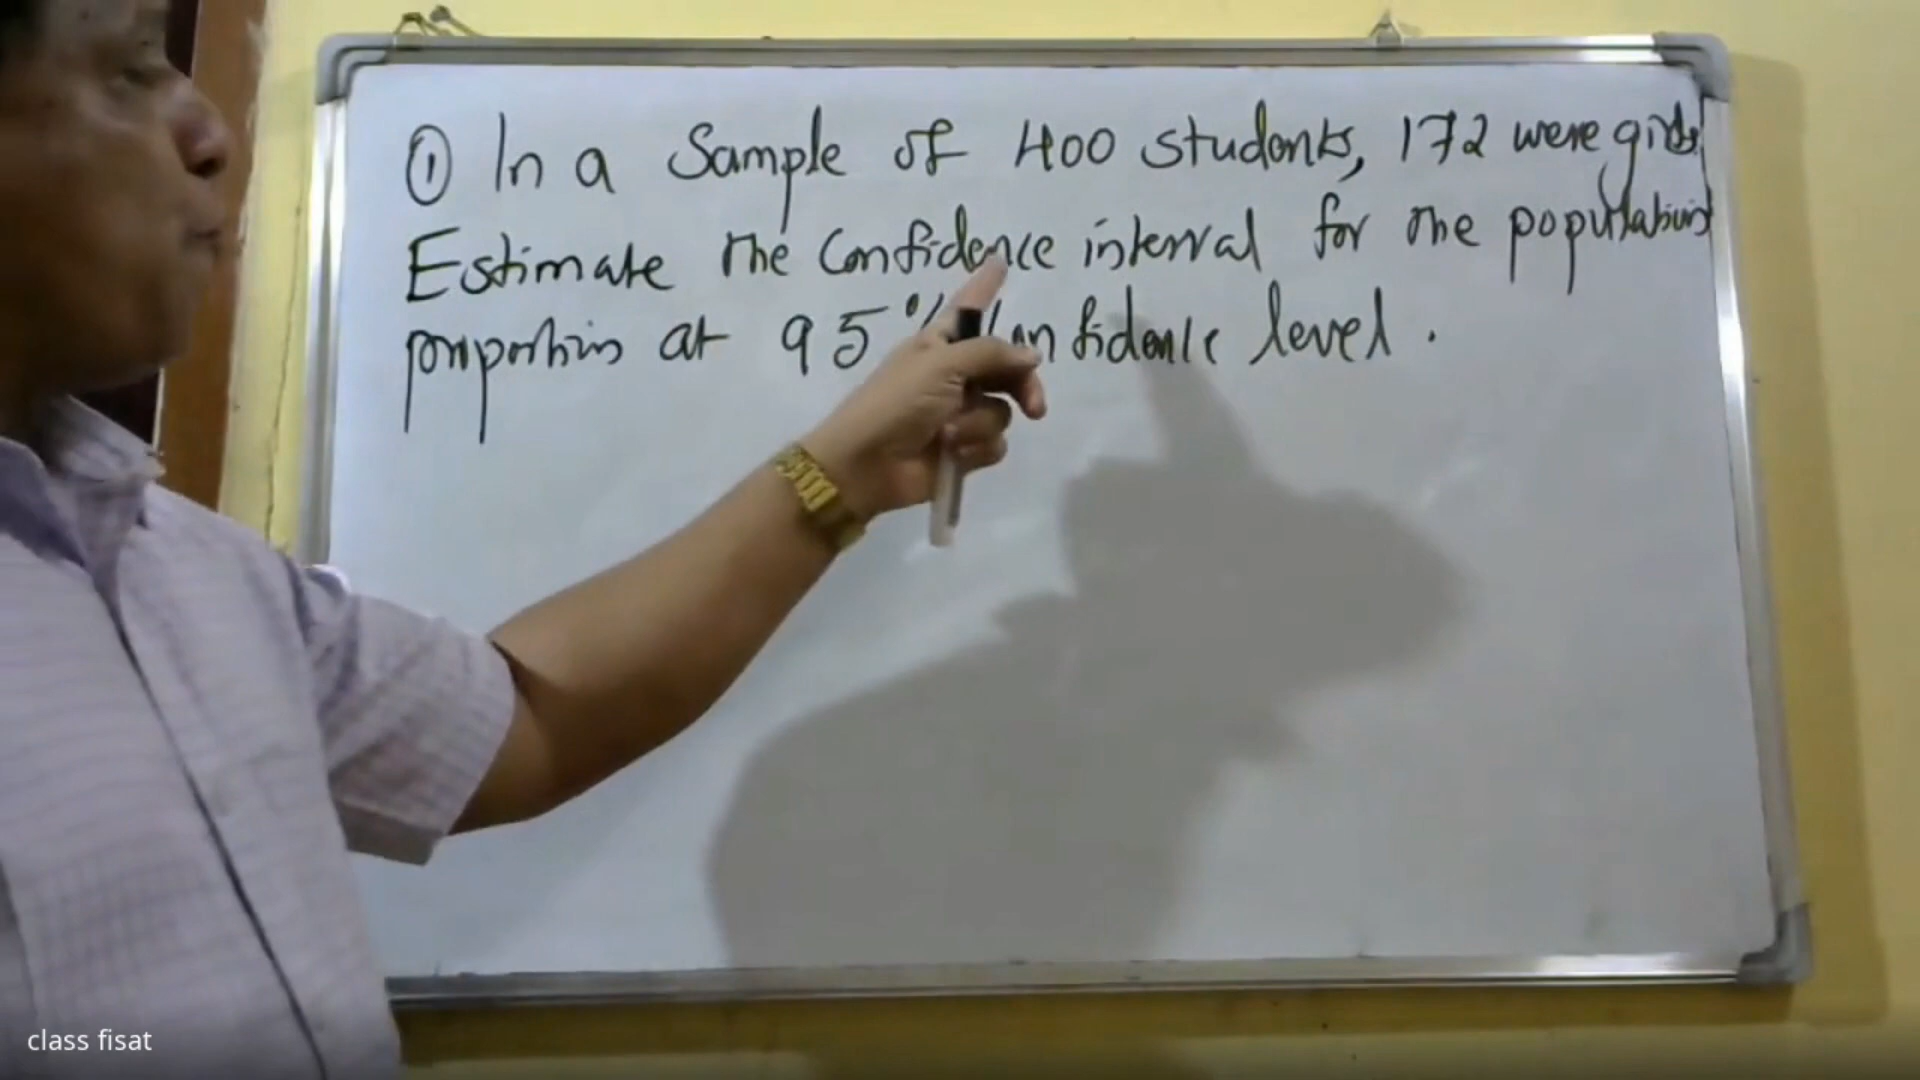 ① In a Sample of 400 students, 172 were girls
Estimate the confidence interval for the population
proportion at 95% confidence level.
class fisat